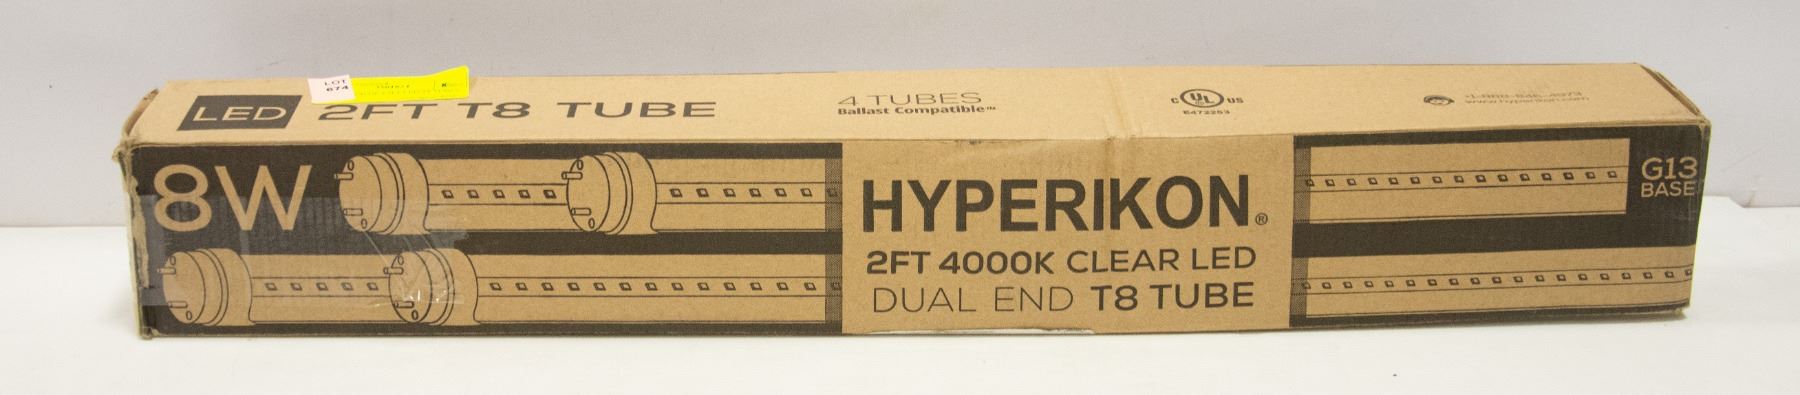 LOT
674
LED 2FT T8 TUBE
4 TUBES
Ballast Compatible™
C UL US
E472253
www.hyperikon.com
8W
HYPERIKON®
2FT 4000K CLEAR LED
DUAL END T8 TUBE
G13
BASE